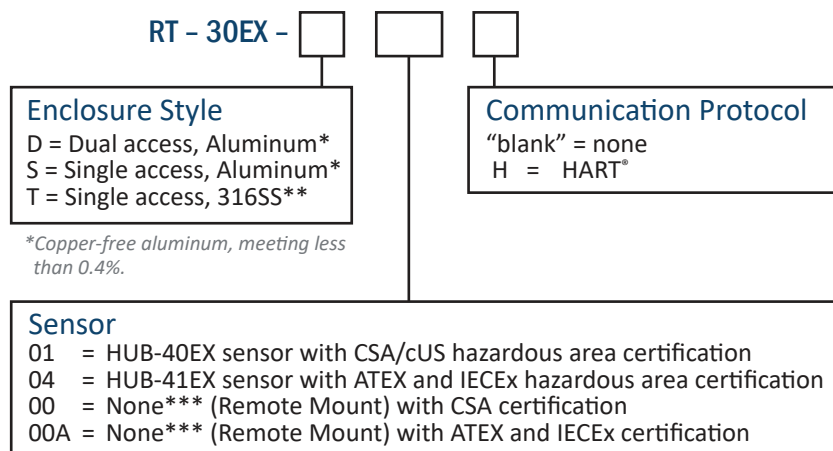 RT – 30EX –
Enclosure Style
D = Dual access, Aluminum*
S = Single access, Aluminum*
T = Single access, 316SS**
*Copper-free aluminum, meeting less
than 0.4%.
Communication Protocol
“blank” = none
H = HART®
Sensor
01 = HUB-40EX sensor with CSA/cUS hazardous area certification
04 = HUB-41EX sensor with ATEX and IECEx hazardous area certification
00 = None*** (Remote Mount) with CSA certification
00A = None*** (Remote Mount) with ATEX and IECEx certification